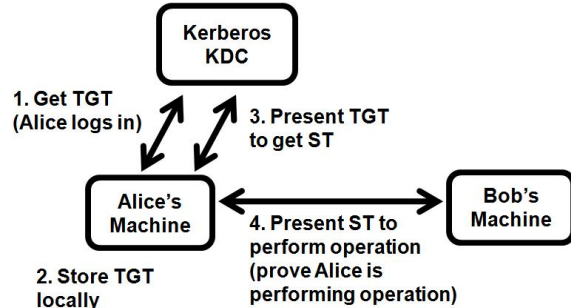 Kerberos
KDC
1. Get TGT
(Alice logs in)
3. Present TGT
to get ST
Alice's
Machine
Bob's
Machine
4. Present ST to
perform operation
(prove Alice is
performing operation)
2. Store TGT
locally